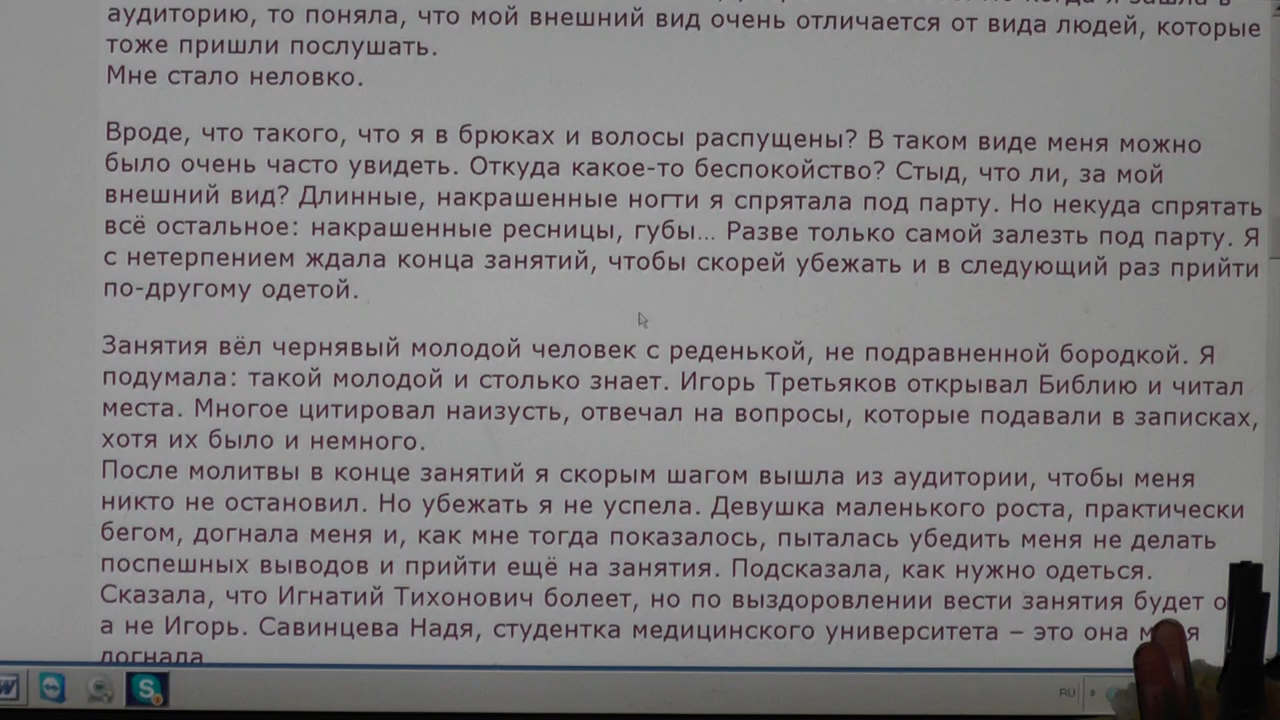 аудиторию, то поняла, что мой внешний вид очень отличается от вида людей, которые
тоже пришли послушать.
Мне стало неловко.
Вроде, что такого, что я в брюках и волосы распущены? В таком виде меня можно
было очень часто увидеть. Откуда какое-то беспокойство? Стыд, что ли, за мой
внешний вид? Длинные, накрашенные ногти я спрятала под парту. Но некуда спрятать
всё остальное: накрашенные ресницы, губы... Разве только самой залезть под парту. Я
с нетерпением ждала конца занятий, чтобы скорей убежать и в следующий раз прийти
по-другому одетой.
Занятия вёл чернявый молодой человек с реденькой, не подравненной бородкой. Я
подумала: такой молодой и столько знает. Игорь Третьяков открывал Библию и читал
места. Многое цитировал наизусть, отвечал на вопросы, которые подавали в записках,
хотя их было и немного.
После молитвы в конце занятий я скорым шагом вышла из аудитории, чтобы меня
никто не остановил. Но убежать я не успела. Девушка маленького роста, практически
бегом, догнала меня и, как мне тогда показалось, пыталась убедить меня не делать
поспешных выводов и прийти ещё на занятия. Подсказала, как нужно одеться.
Сказала, что Игнатий Тихонович болеет, но по выздоровлении вести занятия будет
а не Игорь. Савинцева Надя, студентка медицинского университета – это она
догнала
W S RU